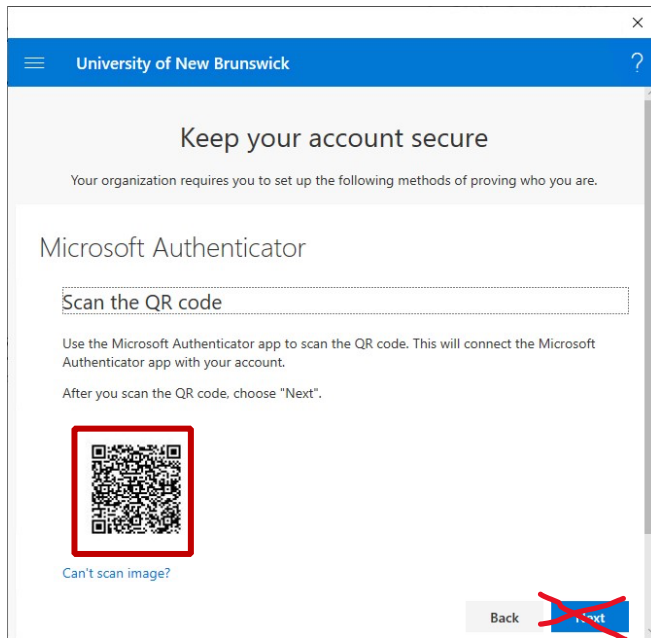 University of New Brunswick
?
Keep your account secure
Your organization requires you to set up the following methods of proving who you are.
Microsoft Authenticator
Scan the QR code
Use the Microsoft Authenticator app to scan the QR code. This will connect the Microsoft
Authenticator app with your account.
After you scan the QR code, choose "Next".
Can't scan image?
Back Next